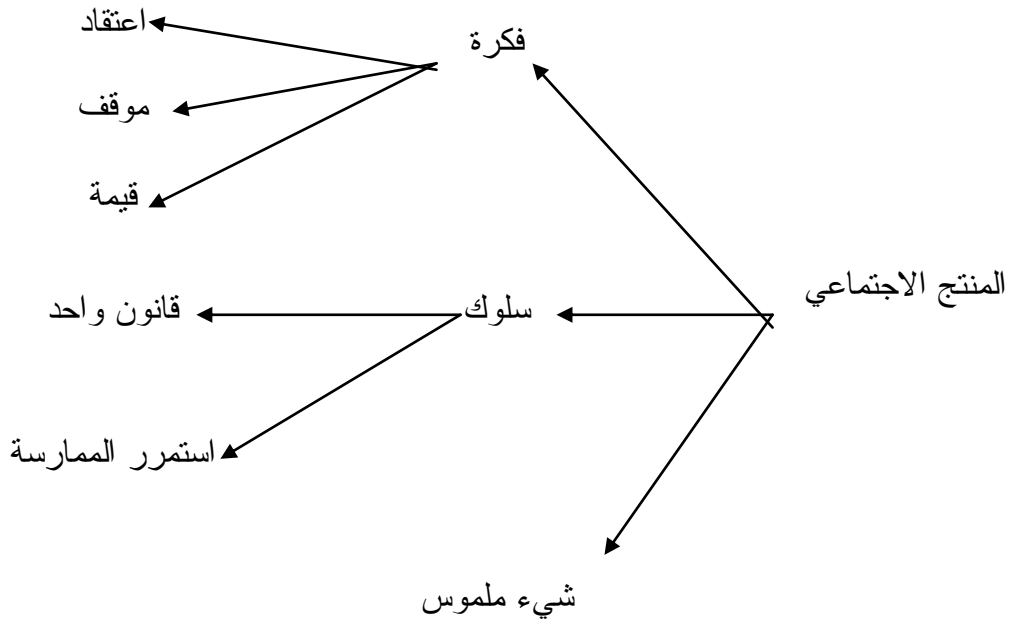 المنتج الاجتماعي
فكرة
اعتقاد
موقف
قيمة
سلوك
قانون واحد
استمرر الممارسة
شيء ملموس